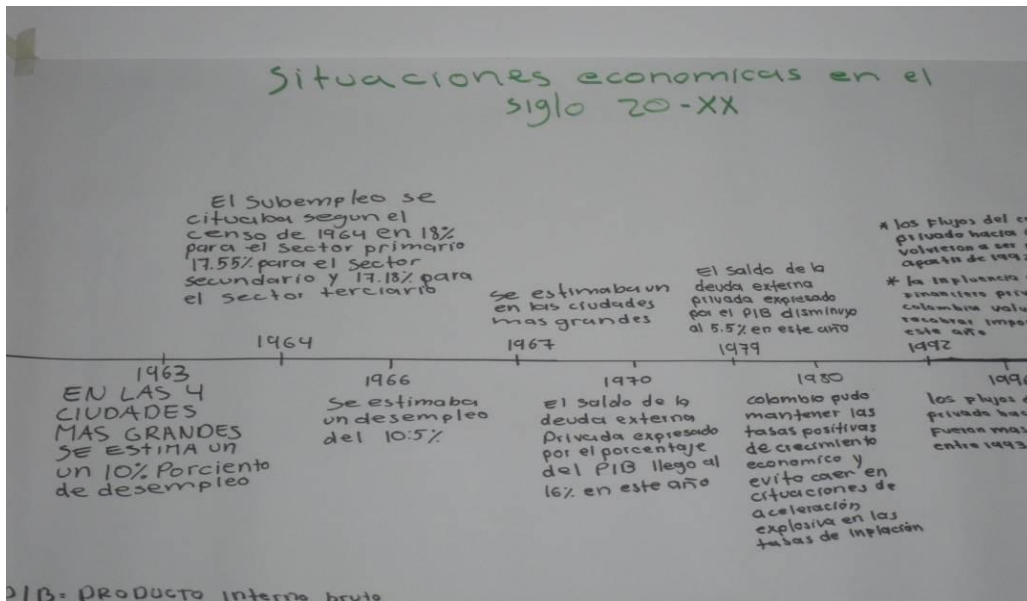 Situaciones economicas en el
siglo 20-XX
El Subempleo se
cituaba segun el
censo de 1964 en 18%
para el sector primario
17.55% para el sector
secundario y 17.18% para
el sector terciario
1964
se estimaba un
en las ciudades
mas grandes
1967
El saldo de la
deuda externa
privada expresado
por el PIB disminuyo
al 5.5% en este año
1979
* los flujos del
privado hacia
volvieron a ser
apartir de 1992
* la influencia
financiero
colombia
recobrar
este año
1992
1963
EN LAS 4
CIUDADES
MAS GRANDES
SE ESTIMA UN
un 10% Porciento
de desempleo
1966
Se estimaba
un desempleo
del 10:5%
1970
El saldo de la
deuda externa
Privada expresado
por el porcentaje
del PIB llego al
16% en este año
1980
colombia pudo
mantener las
tasas positivas
de crecimiento
economico y
evito caer en
cituaciones de
aceleración
explosiva en las
tasas de inflación
los flujos
privado
Fueron mas
entre 1993
PIB: PRODUCTO Interno bruto